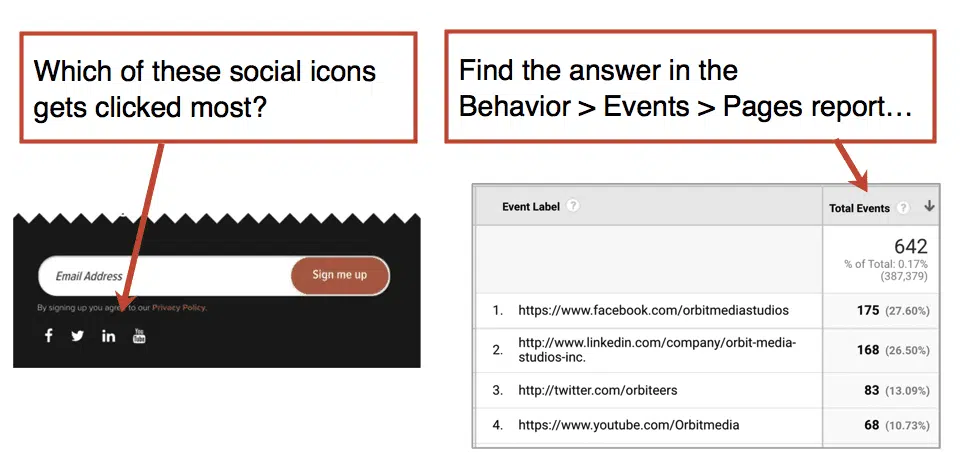 Which of these social icons
gets clicked most?
Find the answer in the
Behavior > Events > Pages report…
Email Address
Sign me up
By signing up you agree to our Privacy Policy.
You
Tube
Event Label ?
Total Events ?
642
% of Total: 0.17%
(387,379)
1. https://www.facebook.com/orbitmediastudios 175 (27.60%)
2. http://www.linkedin.com/company/orbit-media-
studios-inc. 168 (26.50%)
3. http://twitter.com/orbiteers 83 (13.09%)
4. https://www.youtube.com/Orbitmedia 68 (10.73%)